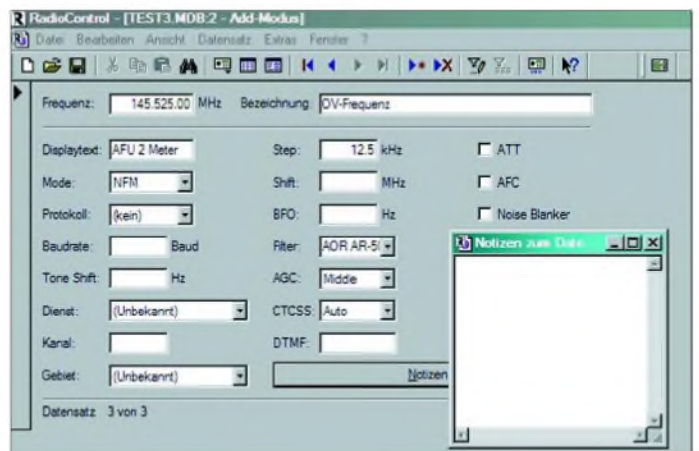 RadioControl - [TEST3.MDB:2 - Add-Modus]
Datei Bearbeiten Ansicht Datensatz Extras Fenster ?
Frequenz: 145.525.00 MHz Bezeichnung: OV-Frequenz
Displaytext: AFU 2 Meter Step: 12.5 kHz ATT
Mode: NFM Shift: MHz AFC
Protokoll: (kein) BFO: Hz Noise Blanker
Baudrate: Baud Filter: AOR AR-5
Notizen zum Date
Tone Shift: Hz AGC: Middle
Dienst: (Unbekannt) CTCSS: Auto
Kanal: DTMF:
Gebiet: (Unbekannt) Notizen
Datensatz 3 von 3